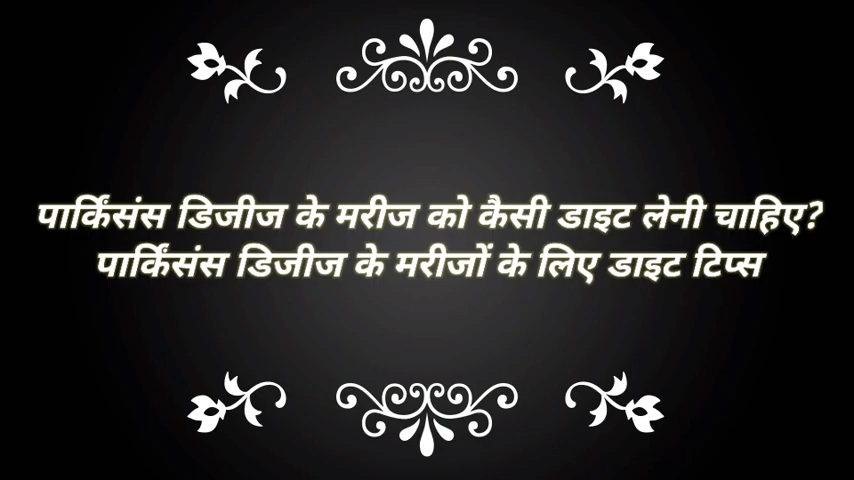 पार्किंसंस डिजीज के मरीज को कैसी डाइट लेनी चाहिए?
पार्किंसंस डिजीज के मरीजों के लिए डाइट टिप्स